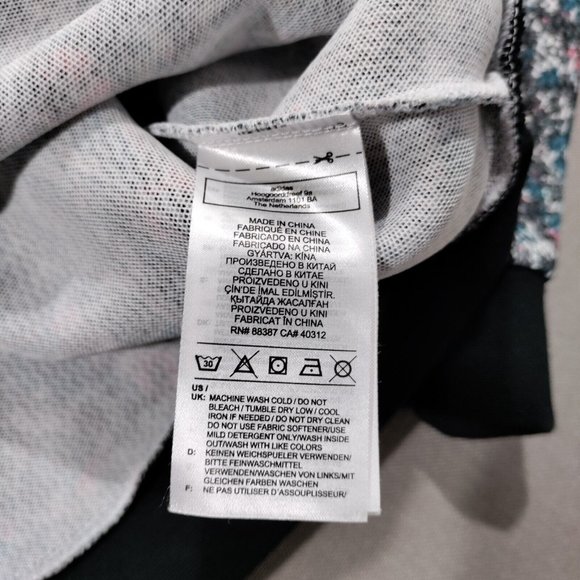 adidas
Hoogoorddreef 9a
Amsterdam 1101 BA
The Netherlands
MADE IN CHINA
FABRIQUÉ EN CHINE
FABRICADO EN CHINA
FABRICADO NA CHINA
GYÁRTVA: KÍNA
ПРОИЗВЕДЕНО В КИТАЙ
СДЕЛАНО В КИТАЕ
PROIZVEDENO U KINI
ÇİN'DE İMAL EDİLMİŞTİR.
ҚЫТАЙДА ЖАСАЛҒАН
PROIZVEDENO U KINI
FABRICAT ÎN CHINA
RN# 88387 CA# 40312
30
US /
UK: MACHINE WASH COLD / DO NOT
BLEACH / TUMBLE DRY LOW / COOL
IRON IF NEEDED / DO NOT DRY CLEAN
DO NOT USE FABRIC SOFTENER/USE
MILD DETERGENT ONLY/WASH INSIDE
OUT/WASH WITH LIKE COLORS
D: KEINEN WEICHSPUELER VERWENDEN/
BITTE FEINWASCHMITTEL
VERWENDEN/WASCHEN VON LINKS/MIT
GLEICHEN FARBEN WASCHEN
F: NE PAS UTILISER D'ASSOUPLISEUR/